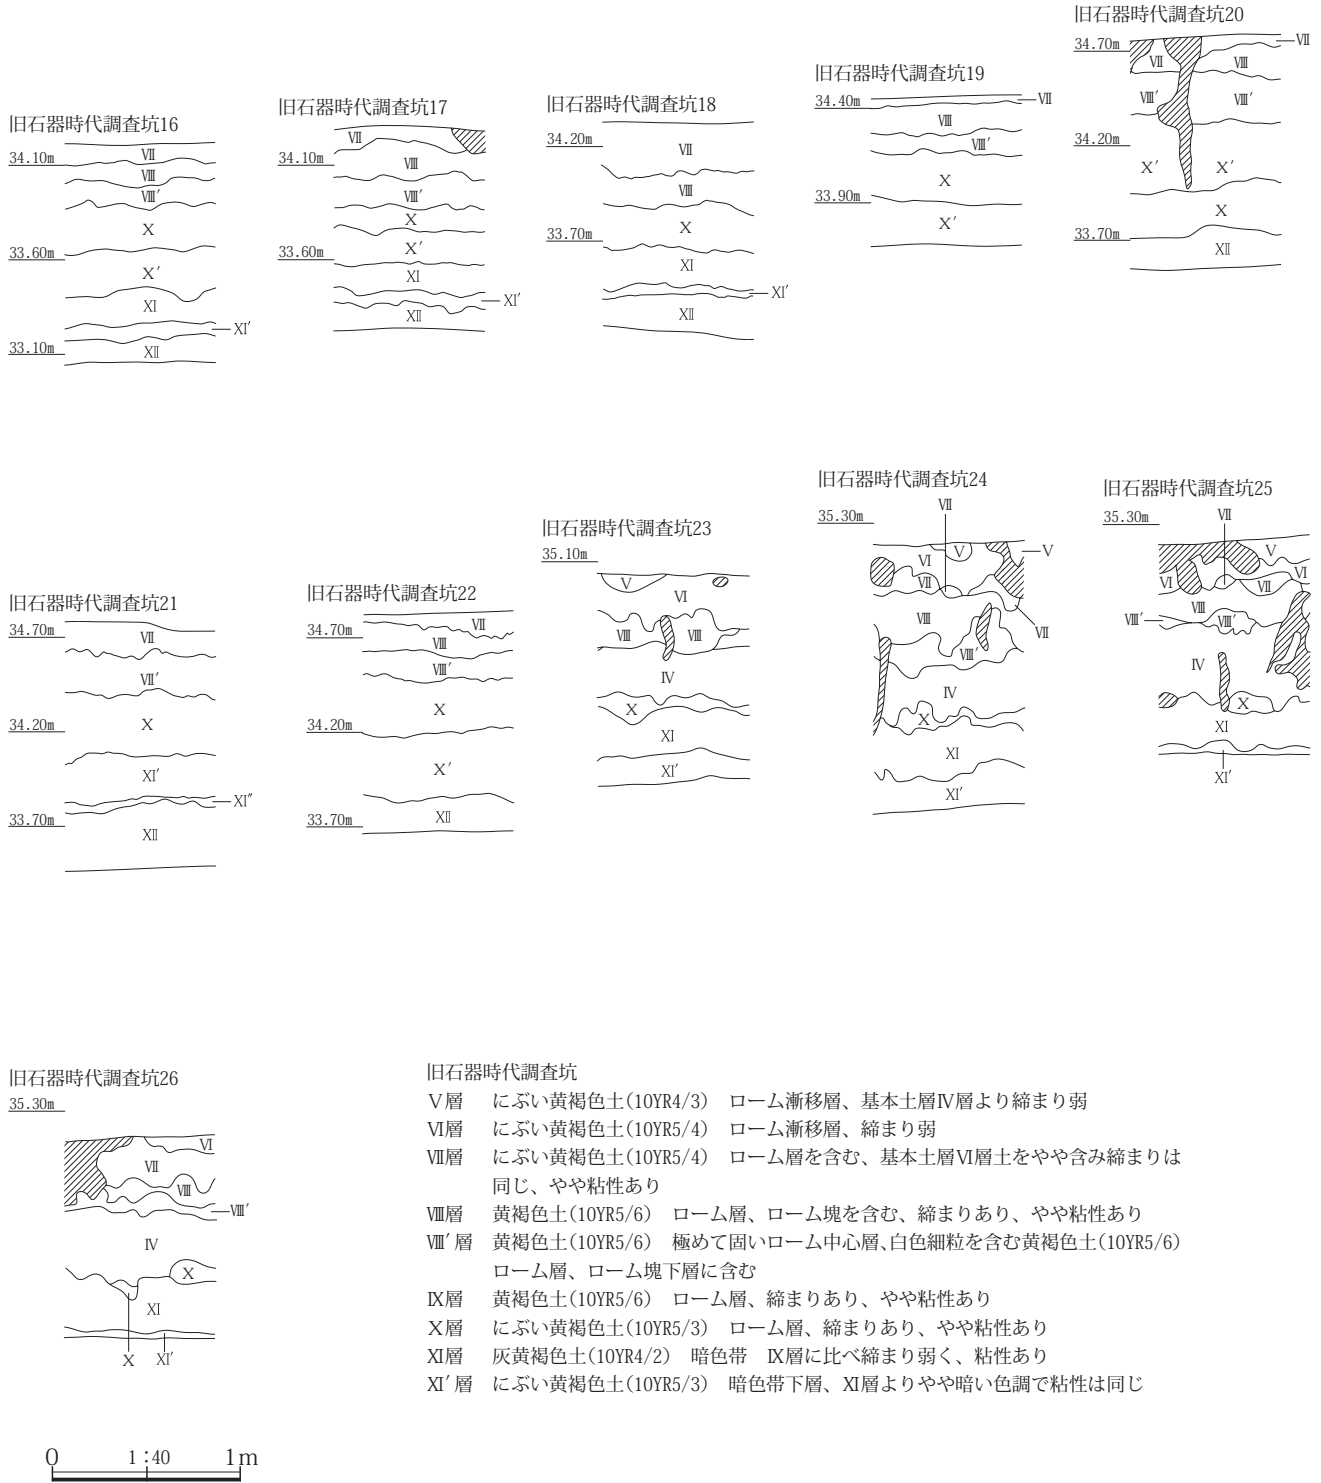 旧石器時代調査坑16
34.10m
33.60m
33.10m
Ⅶ
Ⅷ
Ⅷ′
Ⅹ
Ⅹ′
Ⅺ
Ⅺ′
Ⅻ
旧石器時代調査坑17
34.10m
33.60m
Ⅶ
Ⅷ
Ⅷ′
Ⅹ
Ⅹ′
Ⅺ
Ⅺ′
Ⅻ
旧石器時代調査坑18
34.20m
33.70m
Ⅶ
Ⅷ
Ⅹ
Ⅺ
Ⅺ′
Ⅻ
旧石器時代調査坑19
34.40m
33.90m
Ⅶ
Ⅷ
Ⅷ′
Ⅹ
Ⅹ′
旧石器時代調査坑20
34.70m
34.20m
33.70m
Ⅶ
Ⅶ
Ⅷ
Ⅷ′
Ⅷ′
Ⅹ′
Ⅹ′
Ⅹ
Ⅻ
旧石器時代調査坑21
34.70m
34.20m
33.70m
Ⅶ
Ⅶ′
Ⅹ
Ⅺ′
Ⅺ″
Ⅻ
旧石器時代調査坑22
34.70m
34.20m
33.70m
Ⅶ
Ⅷ
Ⅷ′
Ⅹ
Ⅹ′
Ⅻ
旧石器時代調査坑23
35.10m
Ⅴ
Ⅵ
Ⅷ
Ⅷ
Ⅳ
Ⅹ
Ⅺ
Ⅺ′
旧石器時代調査坑24
35.30m
Ⅶ
Ⅴ
Ⅴ
Ⅵ
Ⅶ
Ⅷ
Ⅶ
Ⅷ′
Ⅳ
Ⅹ
Ⅺ
Ⅺ′
旧石器時代調査坑25
35.30m
Ⅶ
Ⅴ
Ⅵ
Ⅵ
Ⅶ
Ⅷ
Ⅷ′
Ⅷ′
Ⅳ
Ⅹ
Ⅺ
Ⅺ′
旧石器時代調査坑26
35.30m
Ⅵ
Ⅶ
Ⅷ
Ⅷ′
Ⅳ
Ⅹ
Ⅺ
Ⅹ
Ⅺ′
旧石器時代調査坑
Ⅴ層 にぶい黄褐色土(10YR4/3) ローム漸移層、基本土層Ⅳ層より締まり弱
Ⅵ層 にぶい黄褐色土(10YR5/4) ローム漸移層、締まり弱
Ⅶ層 にぶい黄褐色土(10YR5/4) ローム層を含む、基本土層Ⅵ層土をやや含み締まりは
同じ、やや粘性あり
Ⅷ層 黄褐色土(10YR5/6) ローム層、ローム塊を含む、締まりあり、やや粘性あり
Ⅷ′層 黄褐色土(10YR5/6) 極めて固いローム中心層、白色細粒を含む黄褐色土(10YR5/6)
ローム層、ローム塊下層に含む
Ⅸ層 黄褐色土(10YR5/6) ローム層、締まりあり、やや粘性あり
Ⅹ層 にぶい黄褐色土(10YR5/3) ローム層、締まりあり、やや粘性あり
Ⅺ層 灰黄褐色土(10YR4/2) 暗色帯 Ⅸ層に比べ締まり弱く、粘性あり
Ⅺ′層 にぶい黄褐色土(10YR5/3) 暗色帯下層、Ⅺ層よりやや暗い色調で粘性は同じ
0 1:40 1m